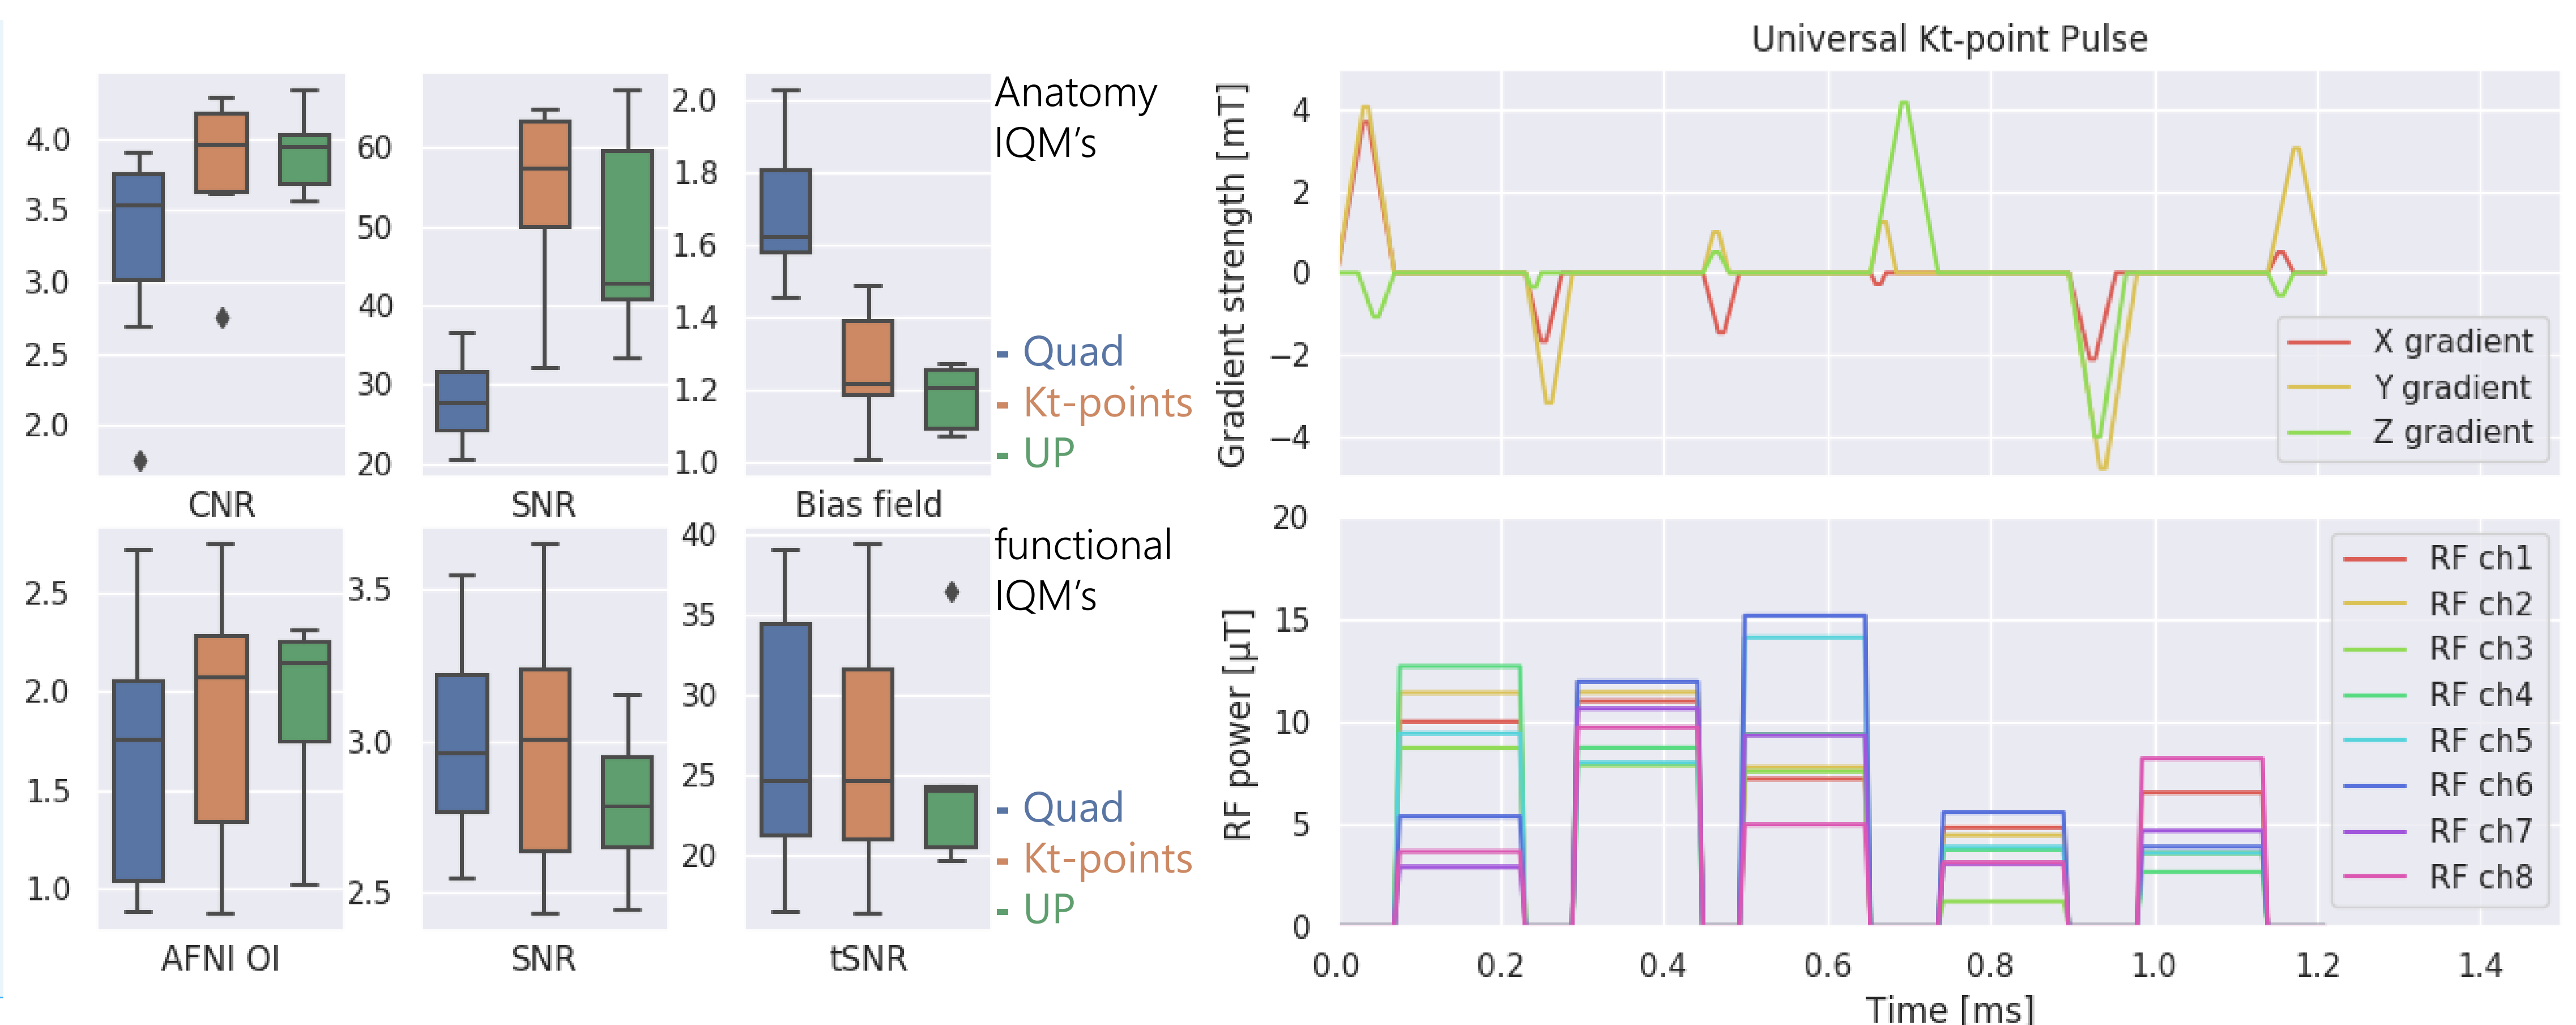 4.0
3.5
3.0
2.5
2.0
CNR
60
50
40
30
20
SNR
2.0
1.8
1.6
1.4
1.2
1.0
Bias field
Anatomy
IQM’s
- Quad
- Kt-points
- UP
2.5
2.0
1.5
1.0
AFNI OI
3.5
3.0
2.5
SNR
40
35
30
25
20
tSNR
functional
IQM’s
- Quad
- Kt-points
- UP
Universal Kt-point Pulse
Gradient strength [mT]
4
2
0
−2
−4
X gradient
Y gradient
Z gradient
RF power [µT]
20
15
10
5
0
RF ch1
RF ch2
RF ch3
RF ch4
RF ch5
RF ch6
RF ch7
RF ch8
0.0 0.2 0.4 0.6 0.8 1.0 1.2 1.4
Time [ms]